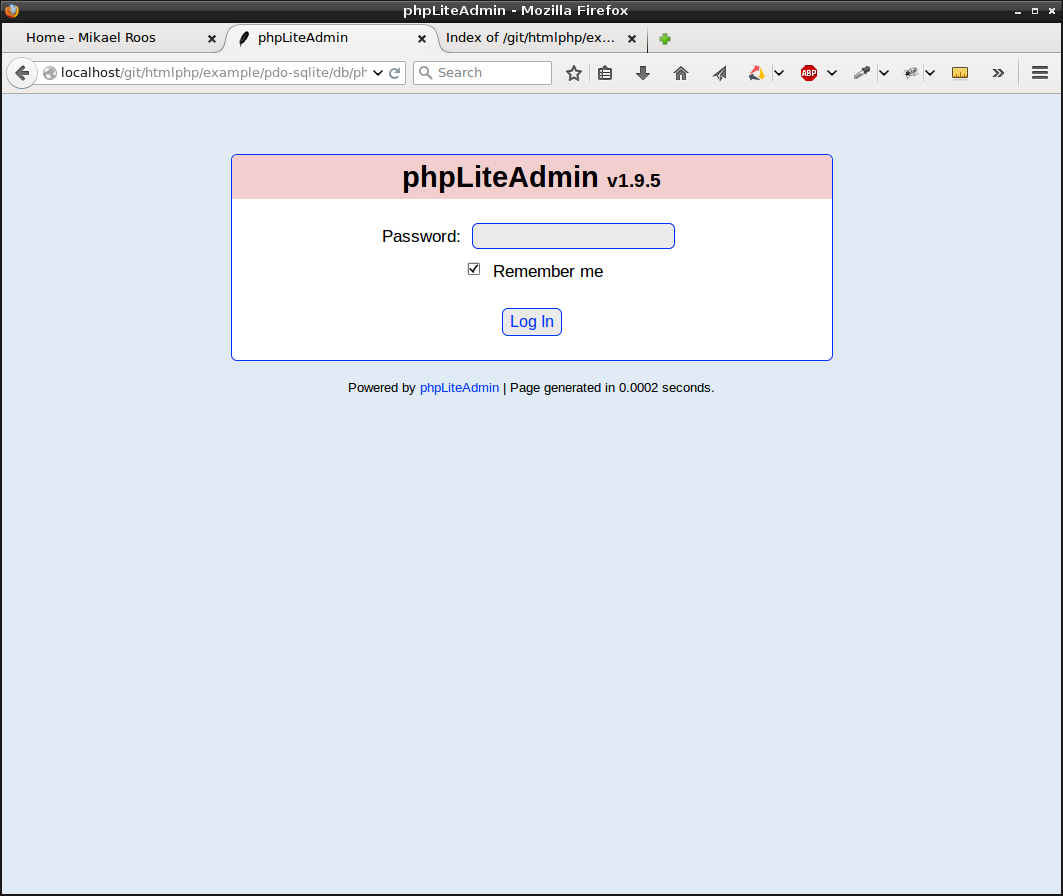 phpLiteAdmin - Mozilla Firefox
Home - Mikael Roos
phpLiteAdmin
Index of /git/htmlphp/ex...
localhost/git/htmlphp/example/pdo-sqlite/db/ph
Search
ABP
phpLiteAdmin v1.9.5
Password:
Remember me
Log In
Powered by phpLiteAdmin | Page generated in 0.0002 seconds.